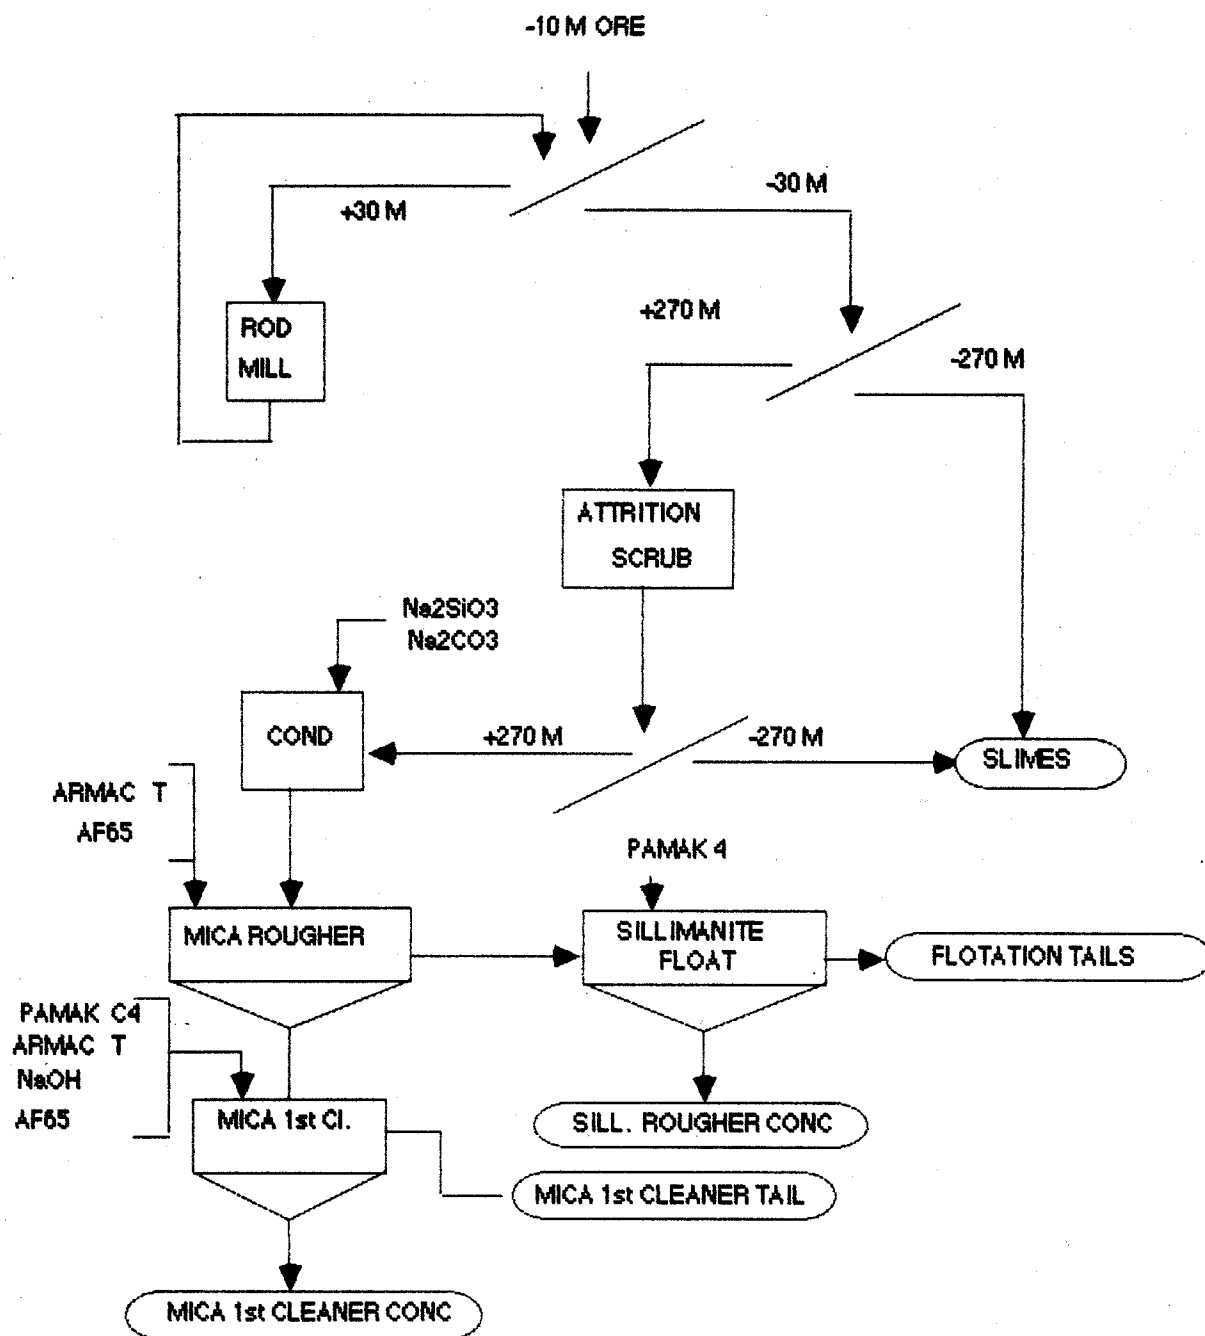 -10 M ORE
-30 M
+30 M
+270 M
ROD
MILL
-270 M
ATTRITION
SCRUB
Na2SiO3
Na2CO3
COND
+270 M
-270 M
SLIMES
ARMAC T
AF65
PAMAK 4
MICA ROUGHER
SILLIMANITE
FLOAT
FLOTATION TAILS
PAMAK C4
ARMAC T
NaOH
AF65
MICA 1st Cl.
SILL. ROUGHER CONC
MICA 1st CLEANER TAIL
MICA 1st CLEANER CONC